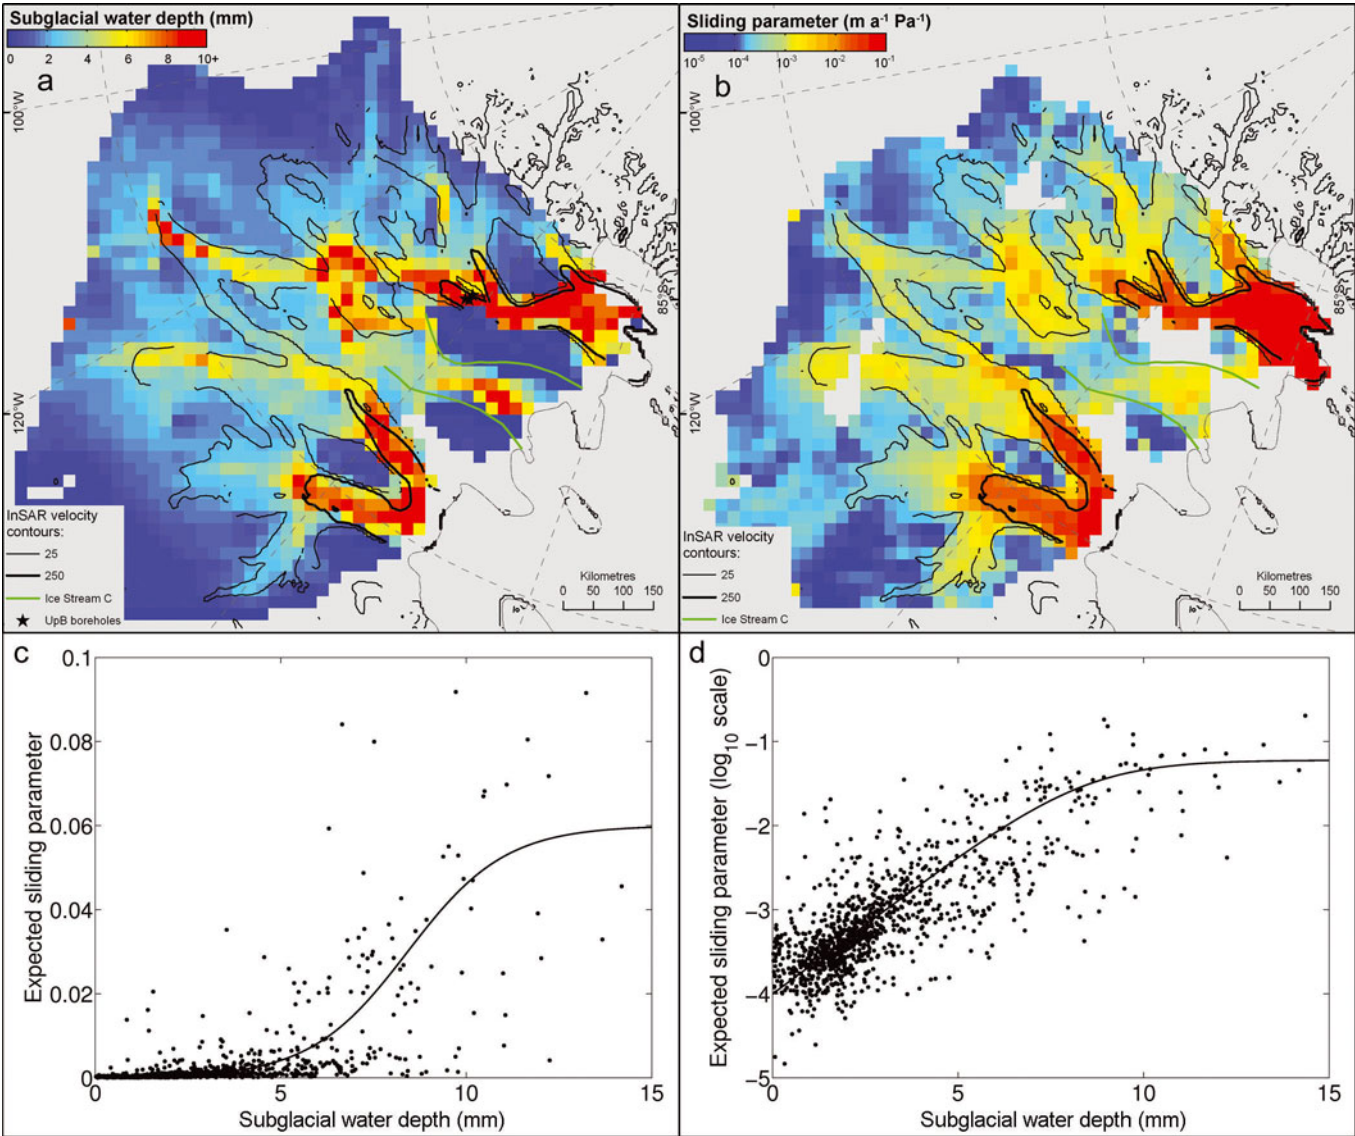 Subglacial water depth (mm)
0 2 4 6 8 10+
a
100°W
120°W
85°S
InSAR velocity
contours:
25
250
Ice Stream C
UpB boreholes
Kilometres
0 50 100 150
Sliding parameter (m a⁻¹ Pa⁻¹)
10⁻⁵ 10⁻⁴ 10⁻³ 10⁻² 10⁻¹
b
100°W
120°W
85°S
InSAR velocity
contours:
25
250
Ice Stream C
Kilometres
0 50 100 150
c
0.1
0.08
0.06
0.04
0.02
0
Expected sliding parameter
0 5 10 15
Subglacial water depth (mm)
d
0
−1
−2
−3
−4
−5
Expected sliding parameter (log₁₀ scale)
0 5 10 15
Subglacial water depth (mm)